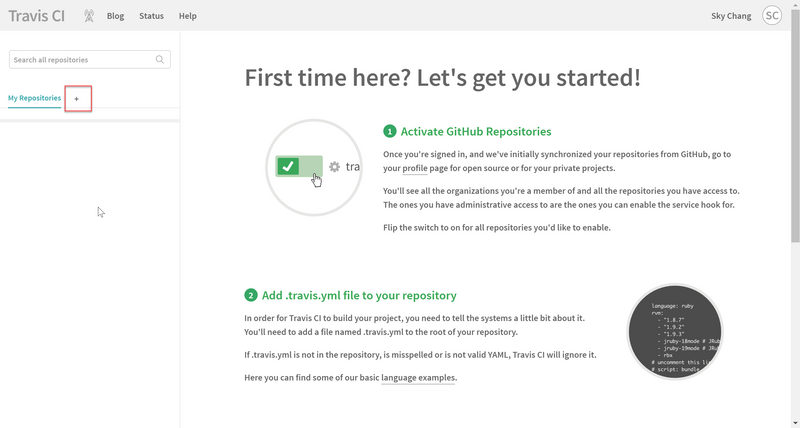 Travis CI
Blog
Status
Help
Sky Chang
SC
Search all repositories
My Repositories
+
First time here? Let's get you started!
tra
1 Activate GitHub Repositories
Once you're signed in, and we've initially synchronized your repositories from GitHub, go to
your profile page for open source or for your private projects.
You'll see all the organizations you're a member of and all the repositories you have access to.
The ones you have administrative access to are the ones you can enable the service hook for.
Flip the switch to on for all repositories you'd like to enable.
2 Add .travis.yml file to your repository
In order for Travis CI to build your project, you need to tell the systems a little bit about it.
You'll need to add a file named .travis.yml to the root of your repository.
If .travis.yml is not in the repository, is misspelled or is not valid YAML, Travis CI will ignore it.
Here you can find some of our basic language examples.
language: ruby
rvm:
- "1.8.7"
- "1.9.2"
- "1.9.3"
- jruby-18mode # JRub
- jruby-19mode # JRub
- rbx
# uncomment this li
# script: bundle